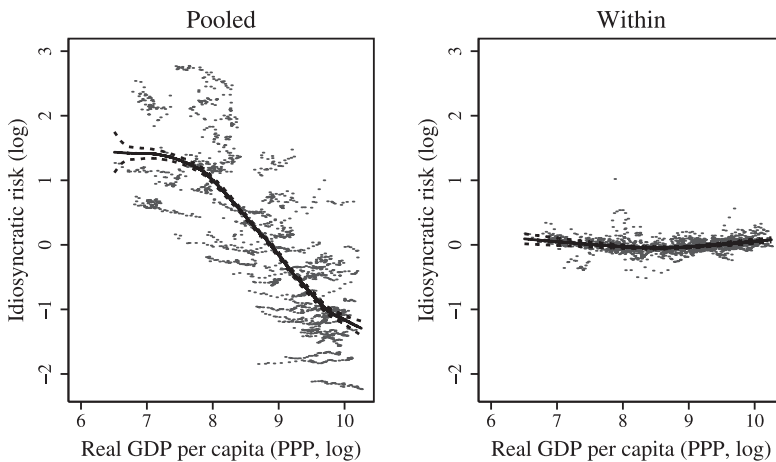 Pooled
Idiosyncratic risk (log)
3
2
1
0
−1
−2
6 7 8 9 10
Real GDP per capita (PPP, log)
Within
Idiosyncratic risk (log)
3
2
1
0
−1
−2
6 7 8 9 10
Real GDP per capita (PPP, log)